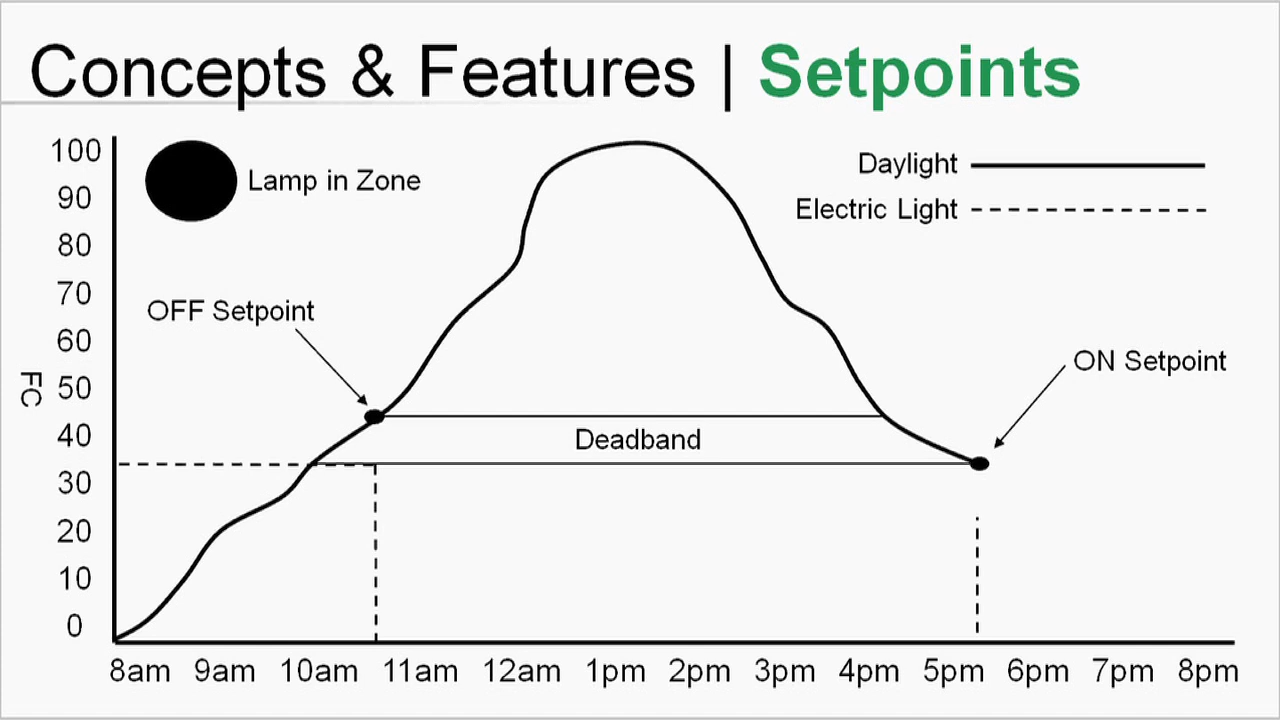 Concepts & Features | Setpoints
100
90
80
70
60
50
40
30
20
10
0
FC
Lamp in Zone
Daylight
Electric Light
OFF Setpoint
ON Setpoint
Deadband
8am 9am 10am 11am 12am 1pm 2pm 3pm 4pm 5pm 6pm 7pm 8pm